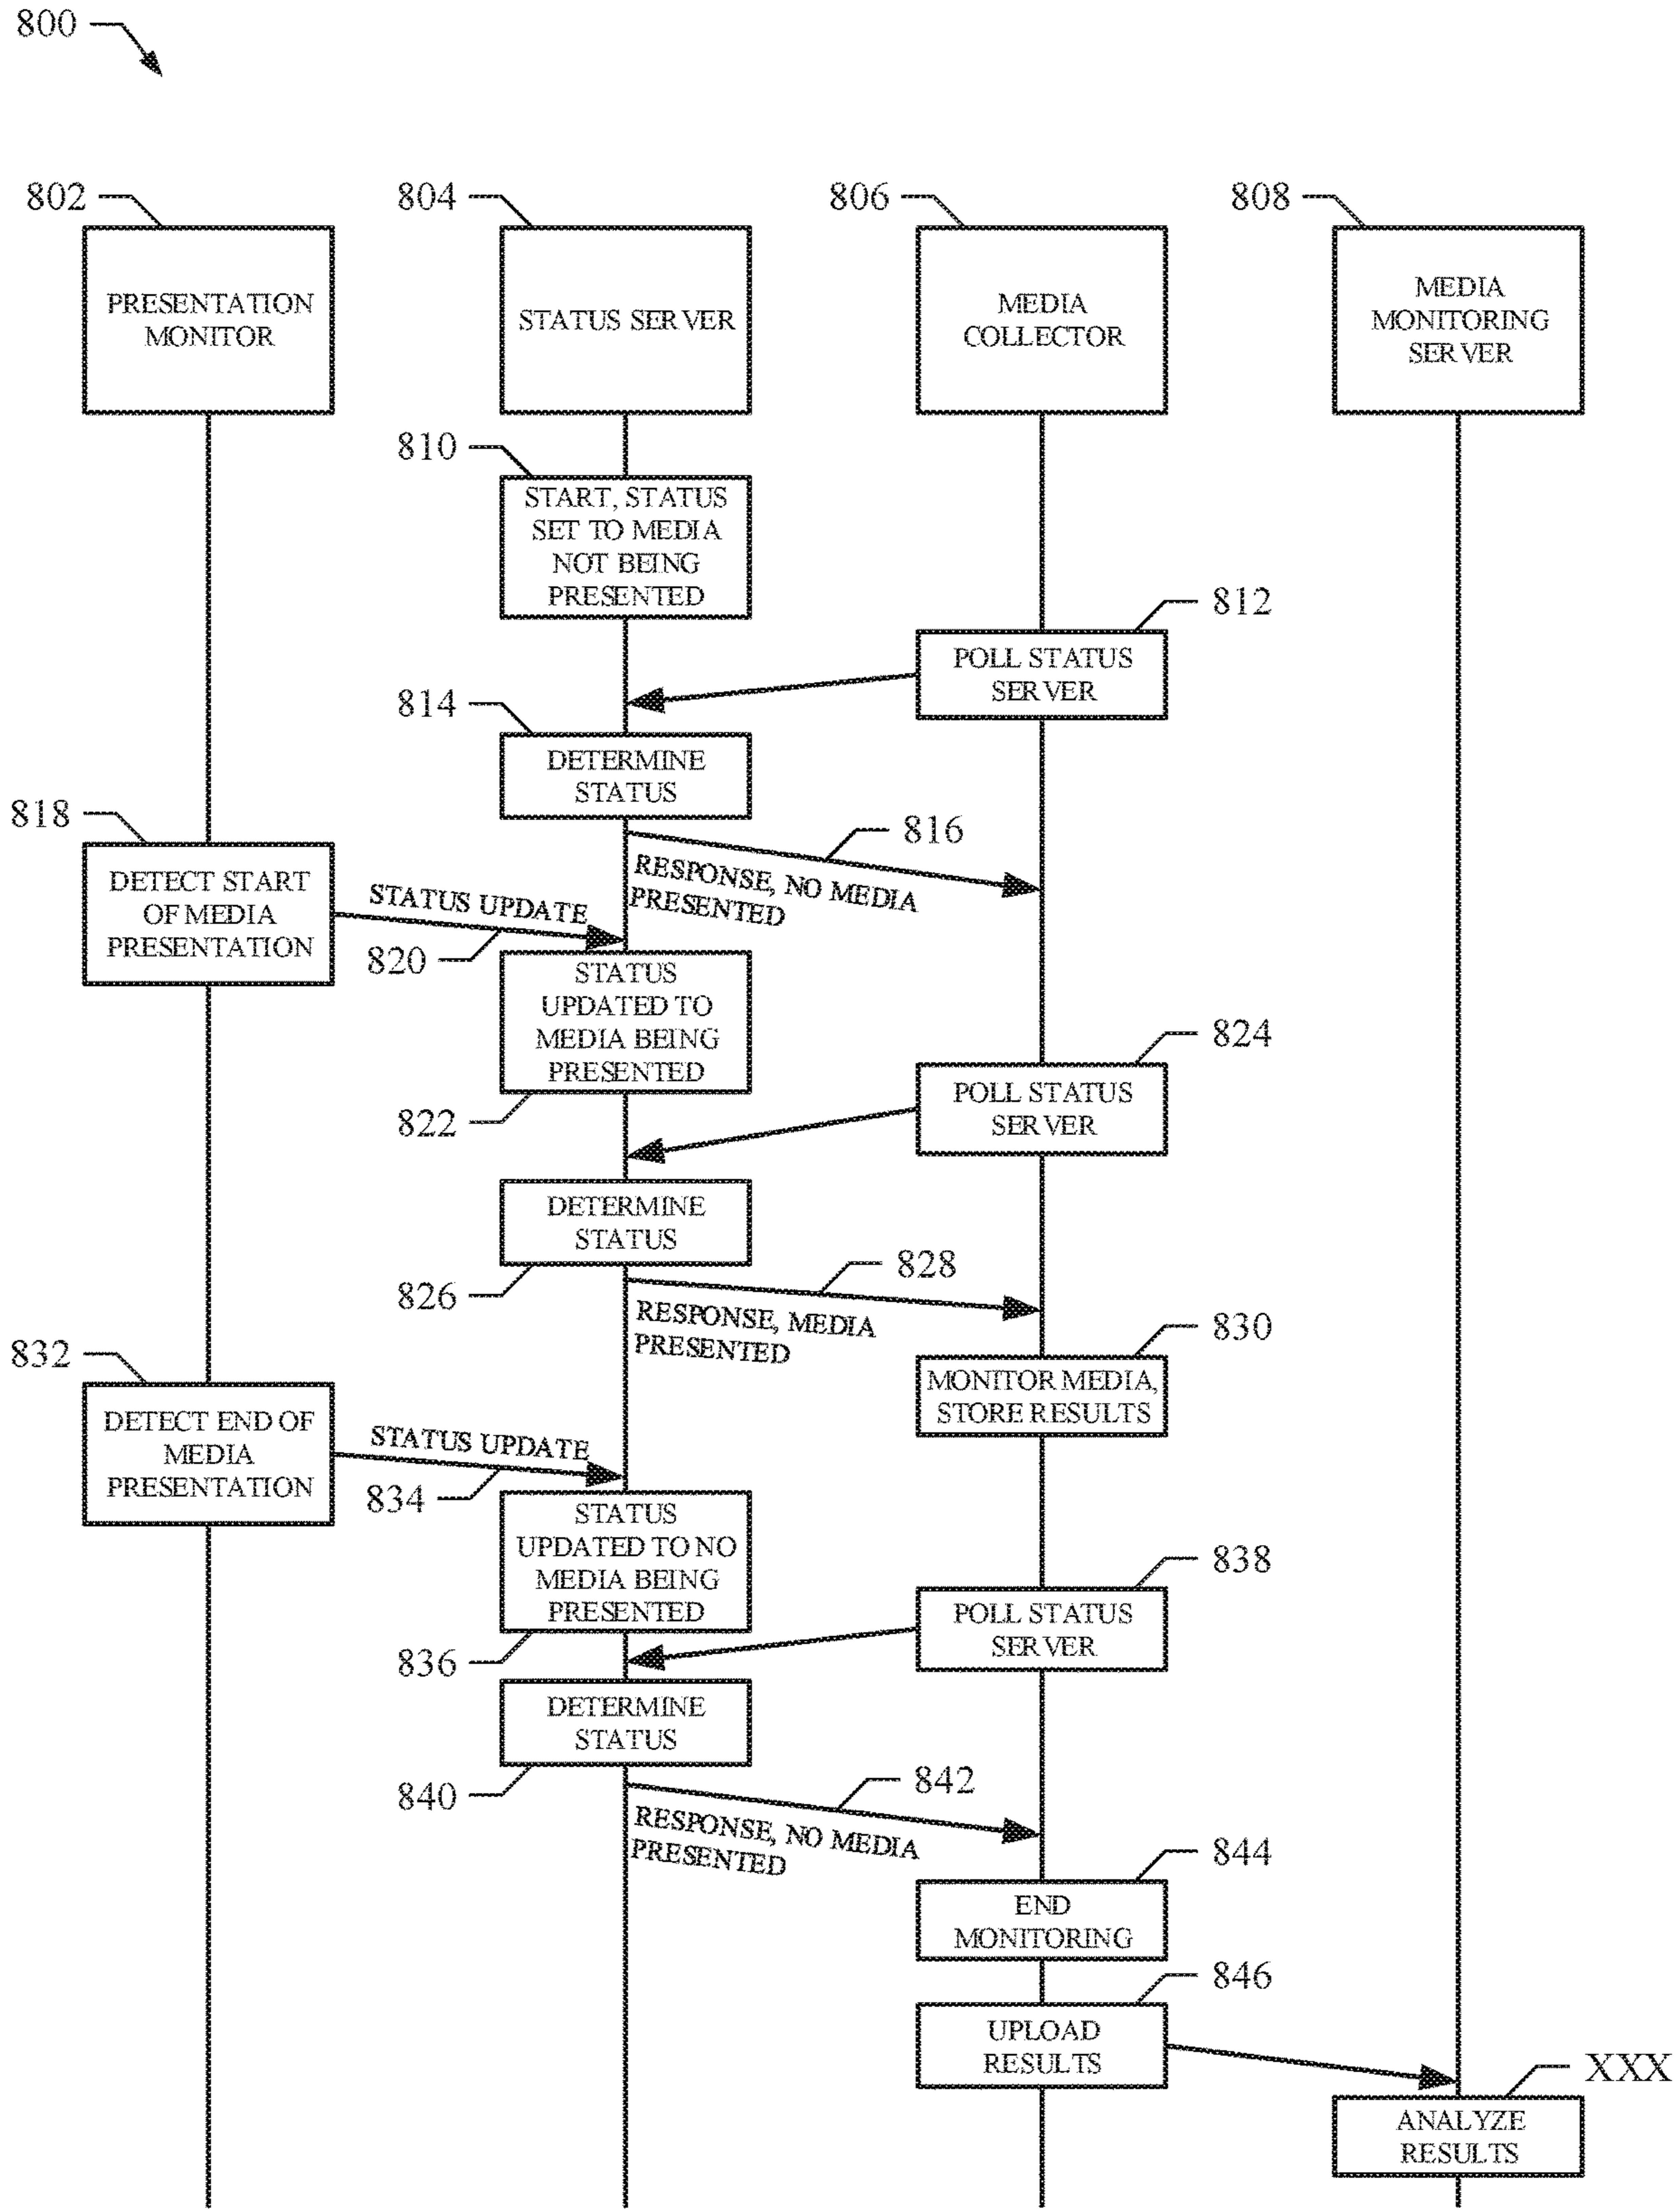 800
802
804
806
808
PRESENTATION
MONITOR
STATUS SERVER
MEDIA
COLLECTOR
MEDIA
MONITORING
SERVER
810
START, STATUS
SET TO MEDIA
NOT BEING
PRESENTED
812
POLL STATUS
SERVER
814
DETERMINE
STATUS
816
RESPONSE, NO MEDIA
PRESENTED
818
DETECT START
OF MEDIA
PRESENTATION
STATUS UPDATE
820
STATUS
UPDATED TO
MEDIA BEING
PRESENTED
822
824
POLL STATUS
SERVER
DETERMINE
STATUS
826
828
RESPONSE, MEDIA
PRESENTED
830
MONITOR MEDIA,
STORE RESULTS
832
DETECT END OF
MEDIA
PRESENTATION
STATUS UPDATE
834
STATUS
UPDATED TO NO
MEDIA BEING
PRESENTED
836
838
POLL STATUS
SERVER
DETERMINE
STATUS
840
842
RESPONSE, NO MEDIA
PRESENTED
844
END
MONITORING
846
UPLOAD
RESULTS
XXX
ANALYZE
RESULTS